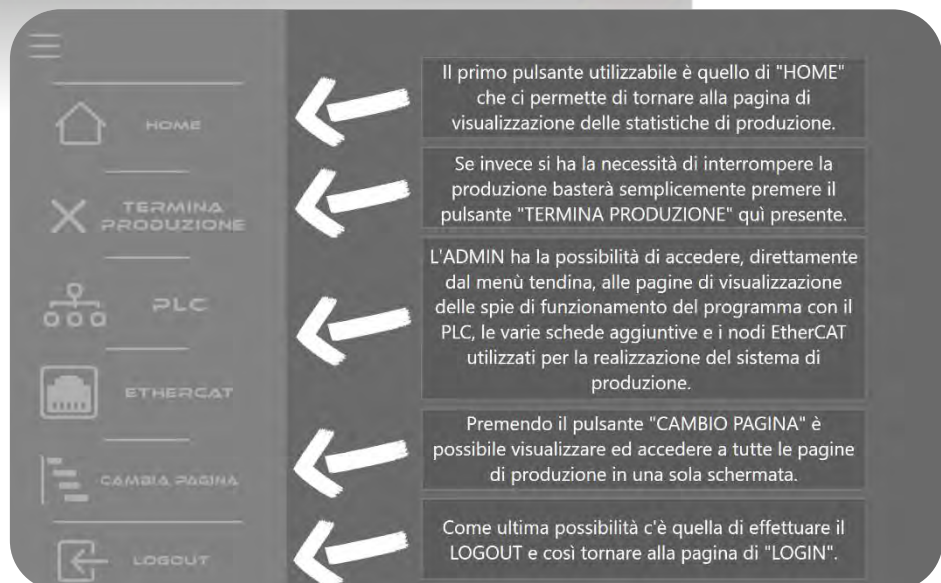 HOME
Il primo pulsante utilizzabile è quello di "HOME"
che ci permette di tornare alla pagina di
visualizzazione delle statistiche di produzione.
TERMINA
PRODUZIONE
Se invece si ha la necessità di interrompere la
produzione basterà semplicemente premere il
pulsante "TERMINA PRODUZIONE" quì presente.
PLC
ETHERCAT
L'ADMIN ha la possibilità di accedere, direttamente
dal menù tendina, alle pagine di visualizzazione
delle spie di funzionamento del programma con il
PLC, le varie schede aggiuntive e i nodi EtherCAT
utilizzati per la realizzazione del sistema di
produzione.
CAMBIA PAGINA
Premendo il pulsante "CAMBIO PAGINA" è
possibile visualizzare ed accedere a tutte le pagine
di produzione in una sola schermata.
LOGOUT
Come ultima possibilità c'è quella di effettuare il
LOGOUT e così tornare alla pagina di "LOGIN".